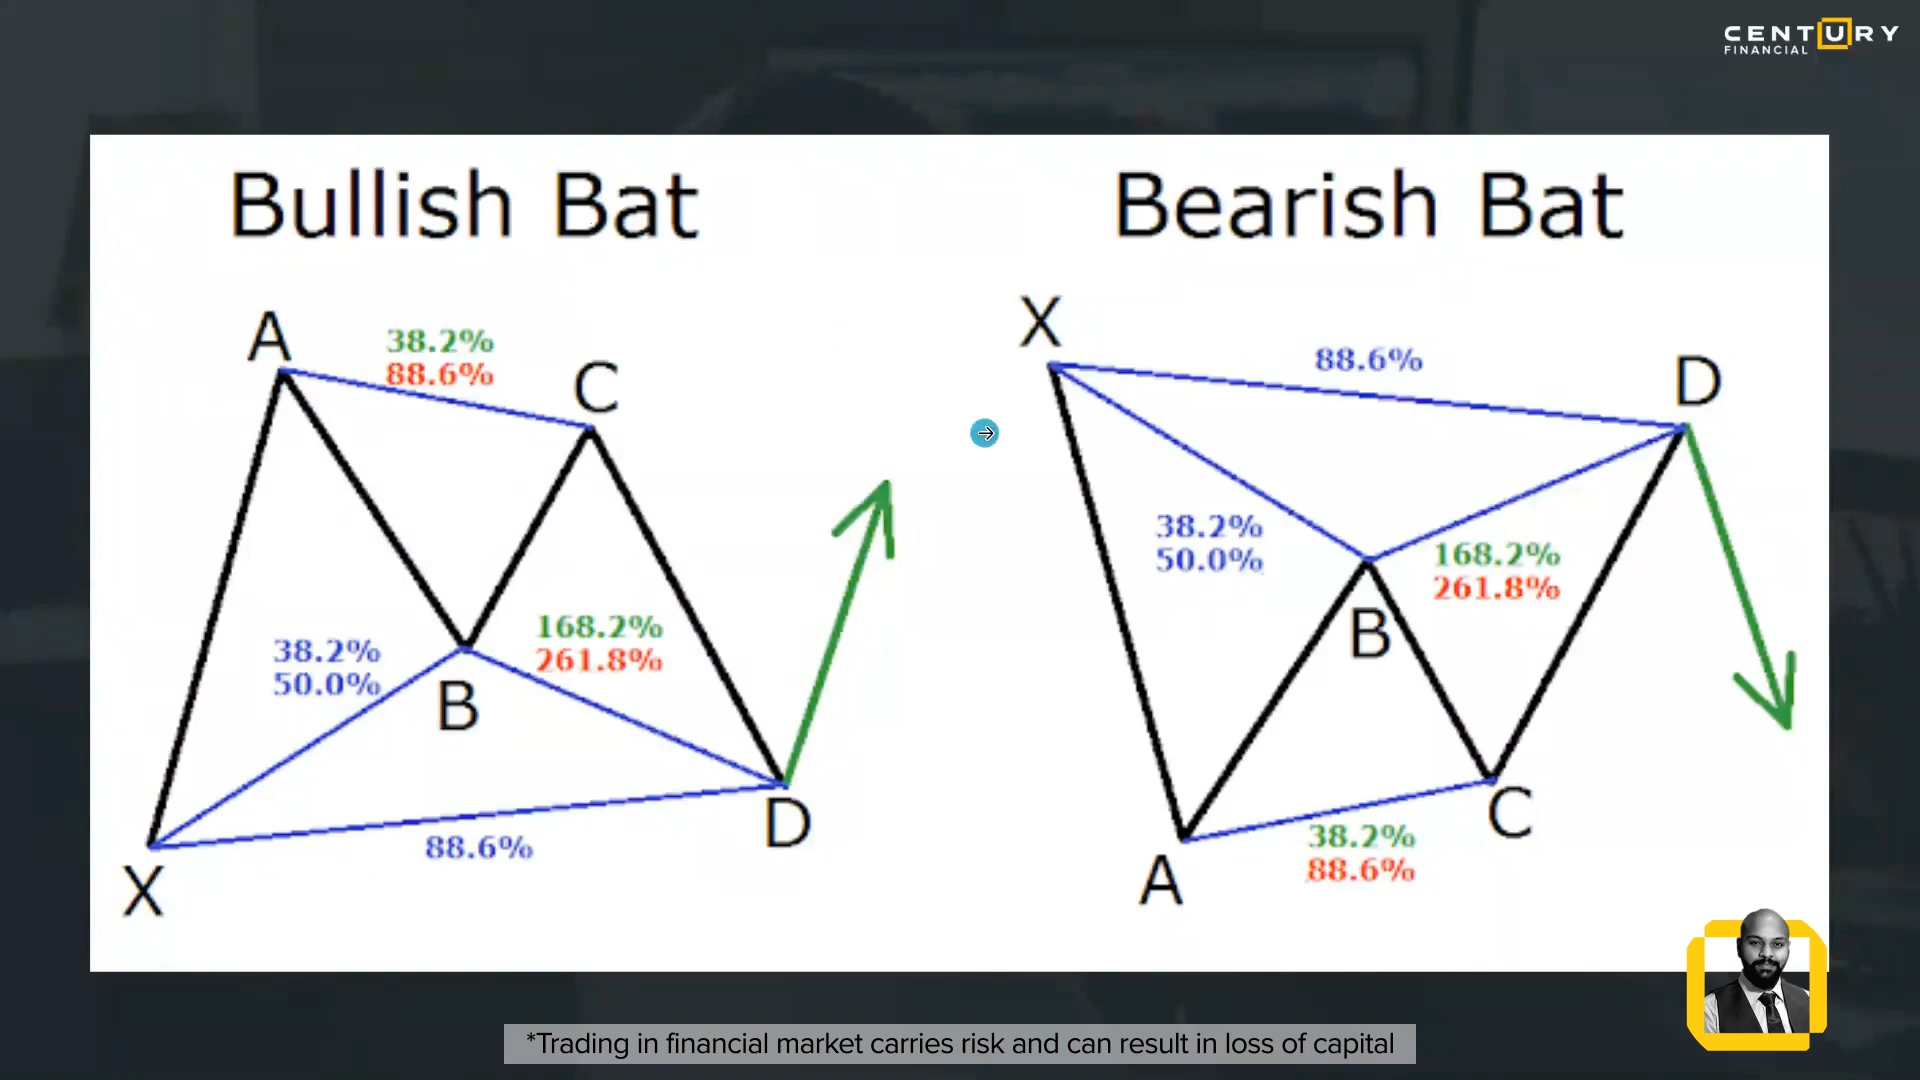 CENTURY
FINANCIAL
Bullish Bat
A
38.2%
88.6%
C
38.2%
50.0%
B
168.2%
261.8%
X
88.6%
D
Bearish Bat
X
88.6%
D
38.2%
50.0%
B
168.2%
261.8%
A
38.2%
88.6%
C
*Trading in financial market carries risk and can result in loss of capital